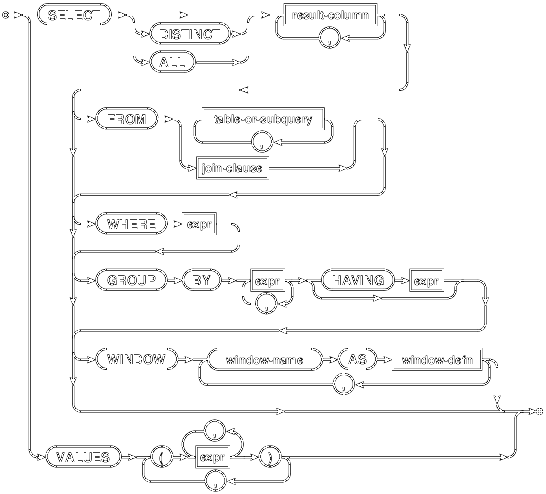 SELECT result-column
DISTINCT ,
ALL
FROM table-or-subquery
,
join-clause
WHERE expr
GROUP BY expr HAVING expr
,
WINDOW window-name AS window-defn
,
,
VALUES ( expr )
,